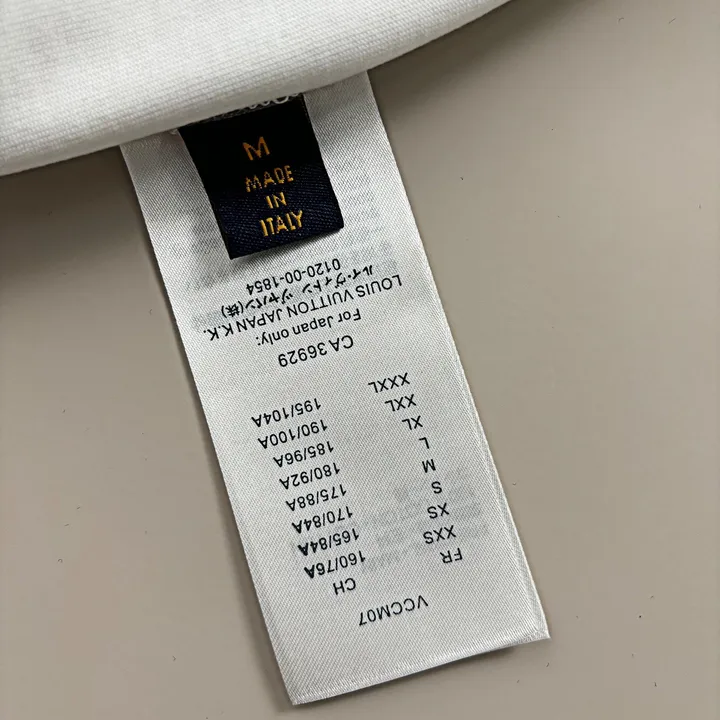 M
MADE
IN
ITALY
VCCM07
FR CH
XXS 160/76A
XS 165/84A
S 170/84A
M 175/88A
L 180/92A
XL 185/96A
XXL 190/100A
XXXL 195/104A
CA 36929
For Japan only:
LOUIS VUITTON JAPAN K.K.
ルイ・ヴィトン ジャパン(株)
0120-00-1854